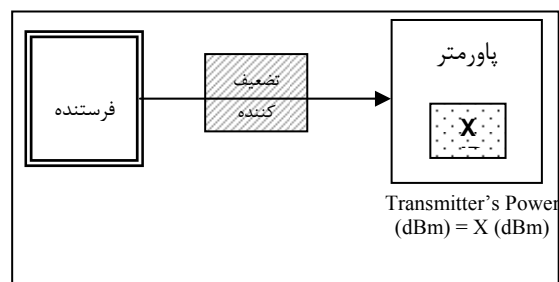 فرستنده
تضعیف
کننده
پاورمتر
X
Transmitter's Power
(dBm) = X (dBm)